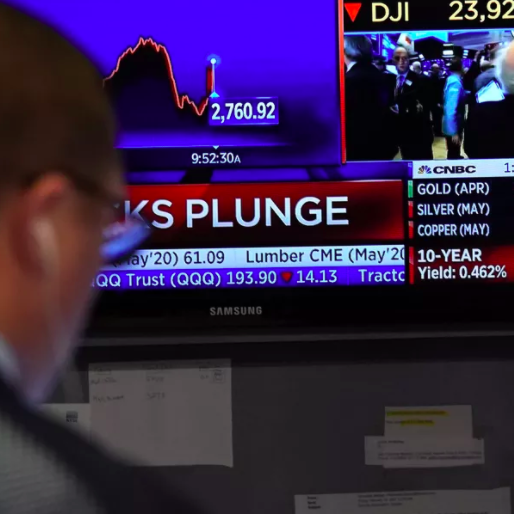 DJI 23,92
2,760.92
9:52:30A
CNBC
KS PLUNGE
GOLD (APR)
SILVER (MAY)
COPPER (MAY)
10-YEAR
Yield: 0.462%
ay'20) 61.09 Lumber CME (May'20
QQ Trust (QQQ) 193.90 14.13 Tracto
SAMSUNG